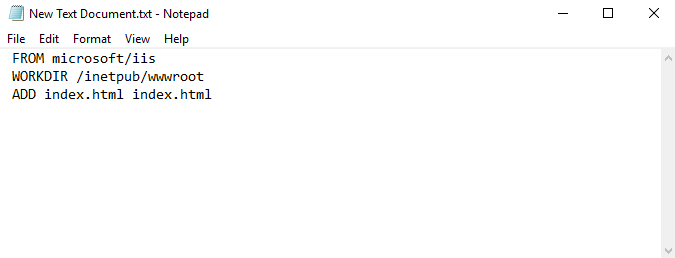 New Text Document.txt - Notepad
File Edit Format View Help
FROM microsoft/iis
WORKDIR /inetpub/wwwroot
ADD index.html index.html